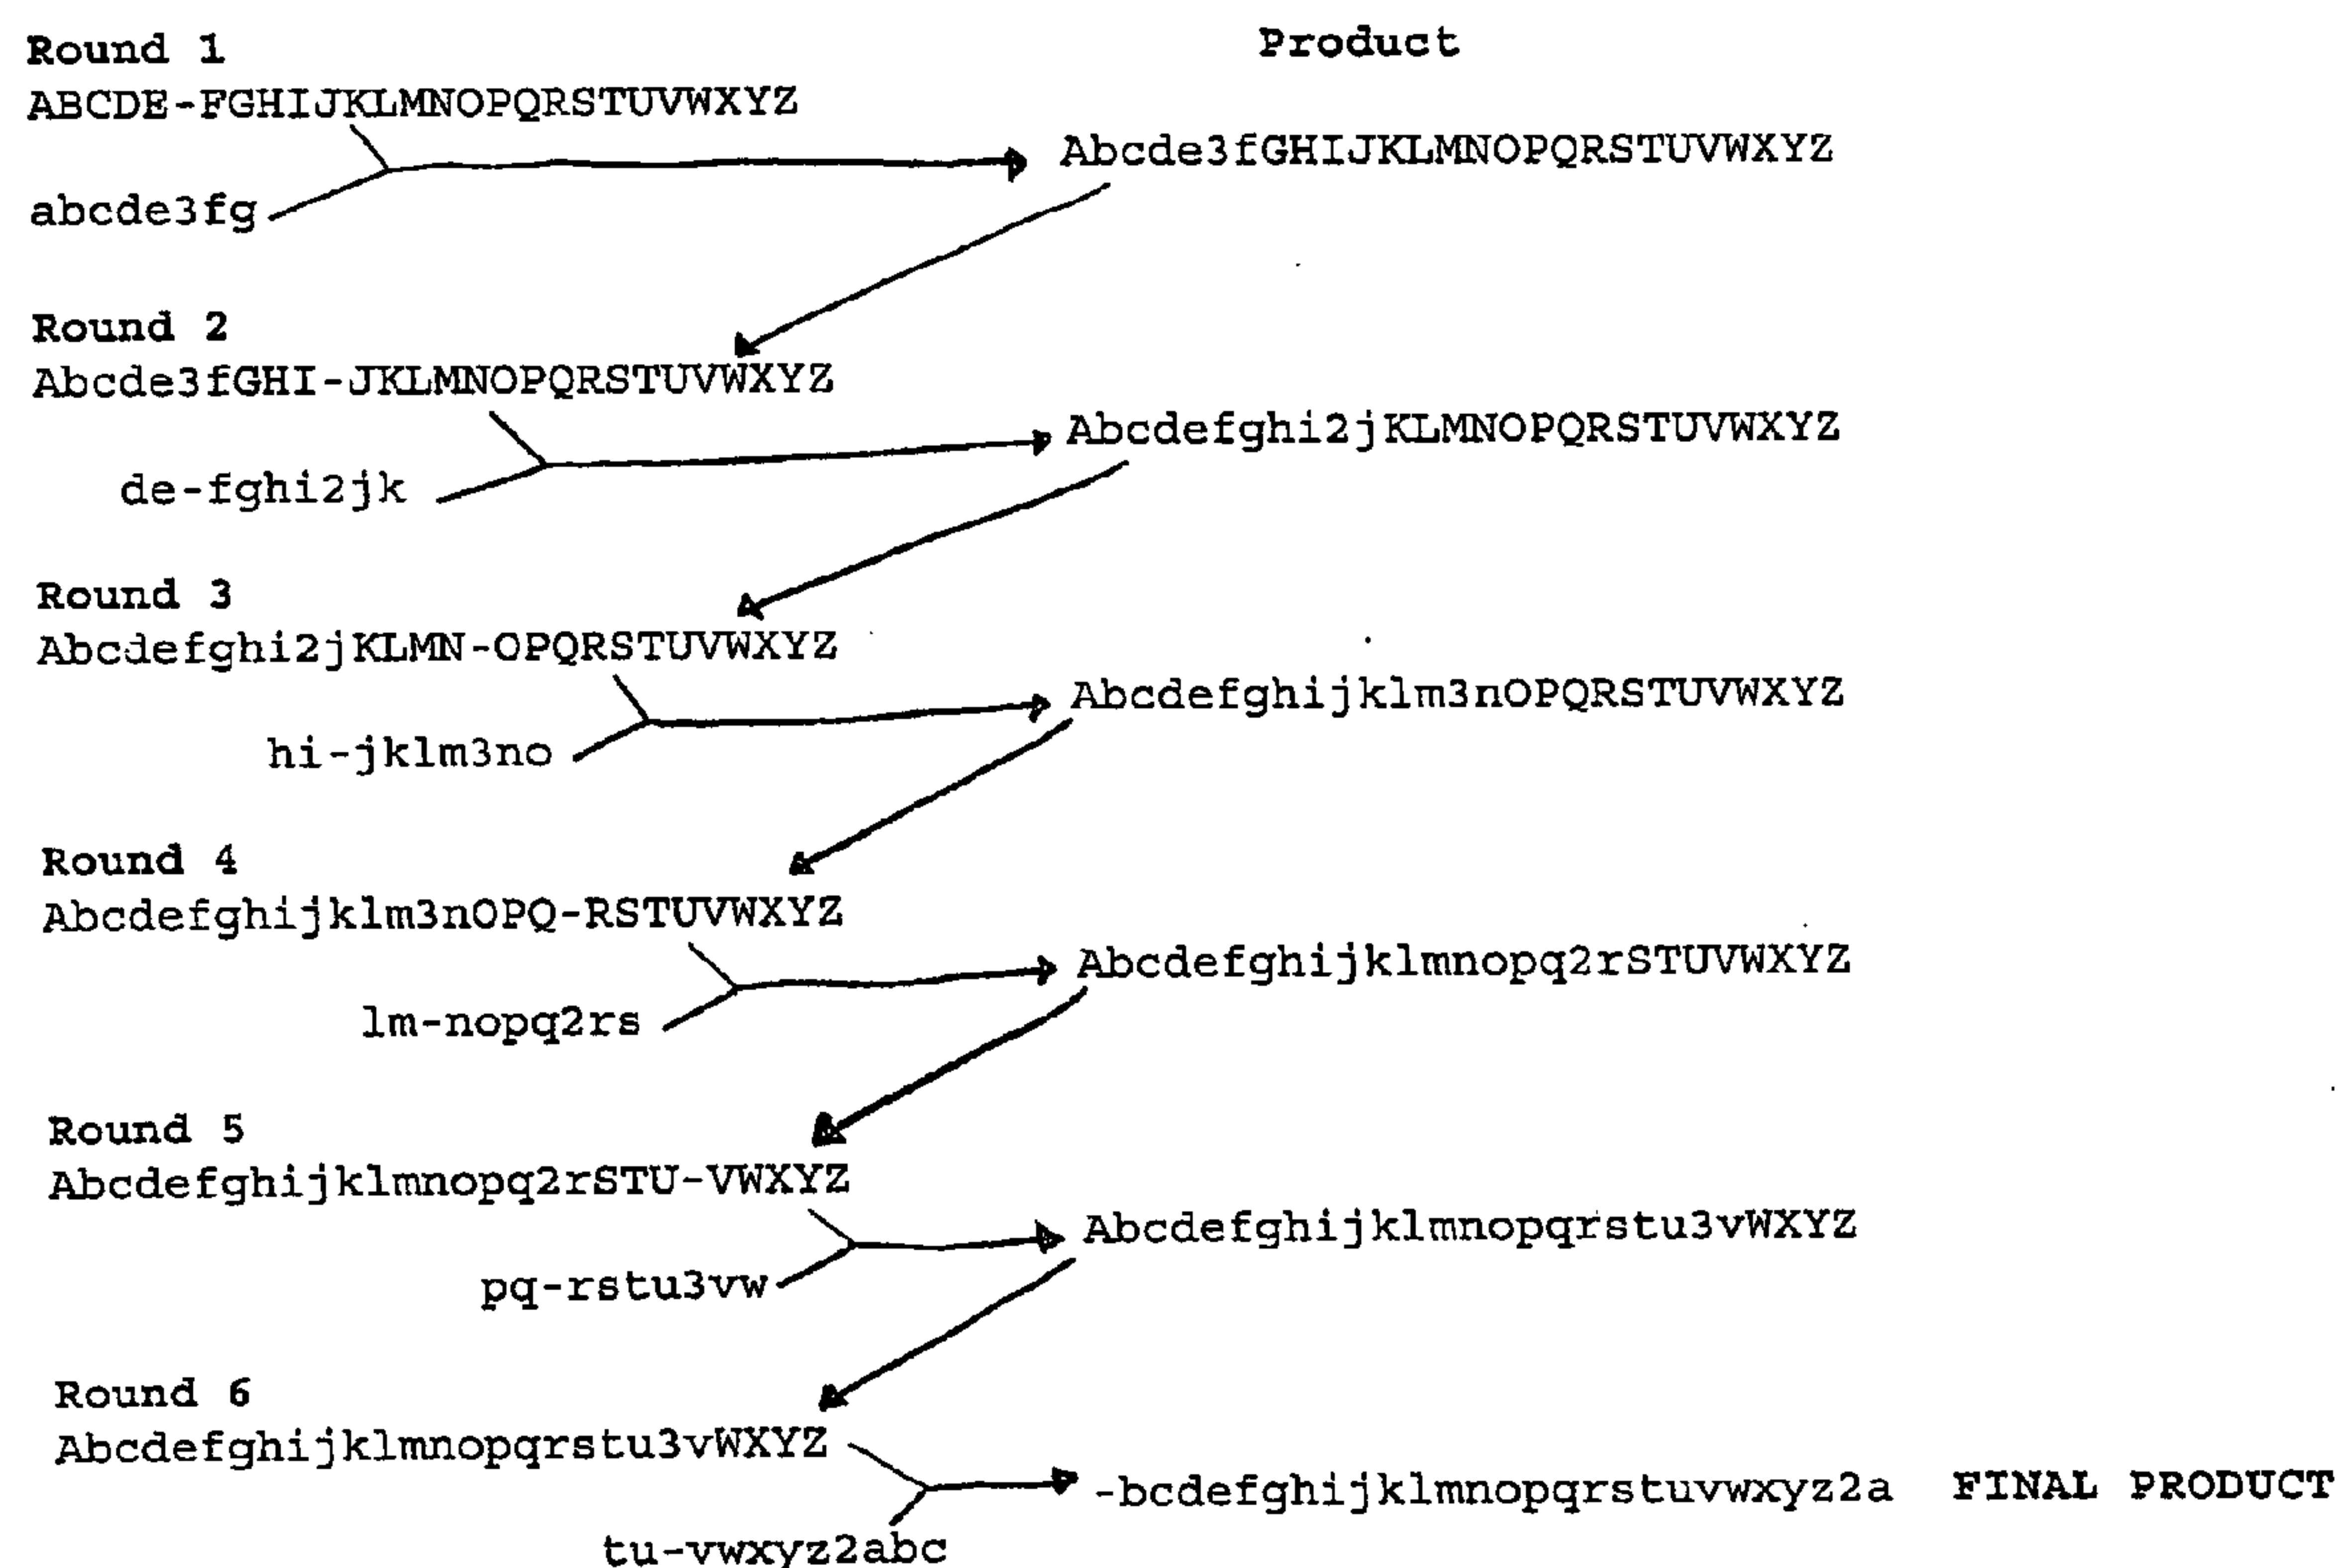 Product
Round 1
ABCDE-FGHIJKLMNOPQRSTUVWXYZ
Abcde3fGHIJKLMNOPQRSTUVWXYZ
abcde3fg
Round 2
Abcde3fGHI-JKLMNOPQRSTUVWXYZ
Abcdefghi2jKLMNOPQRSTUVWXYZ
de-fghi2jk
Round 3
Abcdefghi2jKLMN-OPQRSTUVWXYZ
Abcdefghijklm3nOPQRSTUVWXYZ
hi-jklm3no
Round 4
Abcdefghijklm3nOPQ-RSTUVWXYZ
Abcdefghijklmnopq2rSTUVWXYZ
lm-nopq2rs
Round 5
Abcdefghijklmnopq2rSTU-VWXYZ
Abcdefghijklmnopqrstu3vWXYZ
pq-rstu3vw
Round 6
Abcdefghijklmnopqrstu3vWXYZ
-bcdefghijklmnopqrstuvwxyz2a FINAL PRODUCT
tu-vwxyz2abc